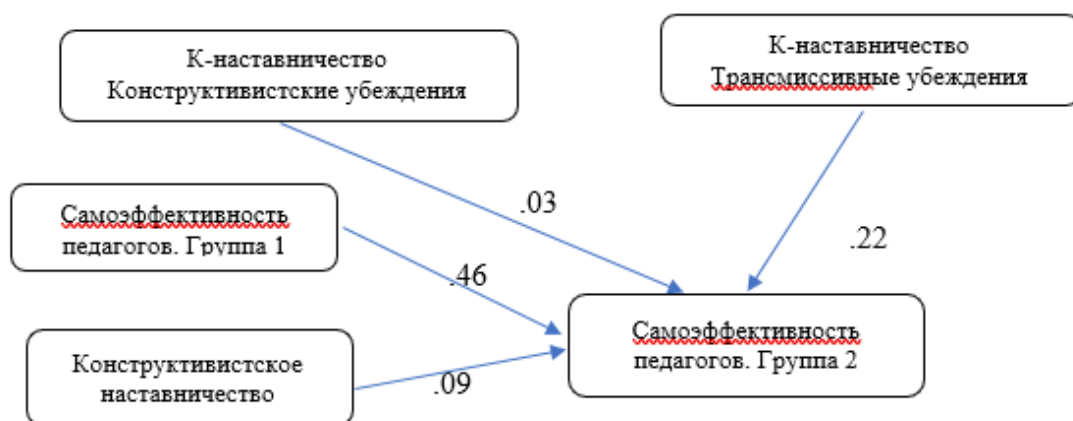 К-наставничество
Конструктивистские убеждения
К-наставничество
Трансмиссивные убеждения
.03
Самоэффективность
педагогов. Группа 1
.46
.22
Самоэффективность
педагогов. Группа 2
Конструктивистское
наставничество
.09